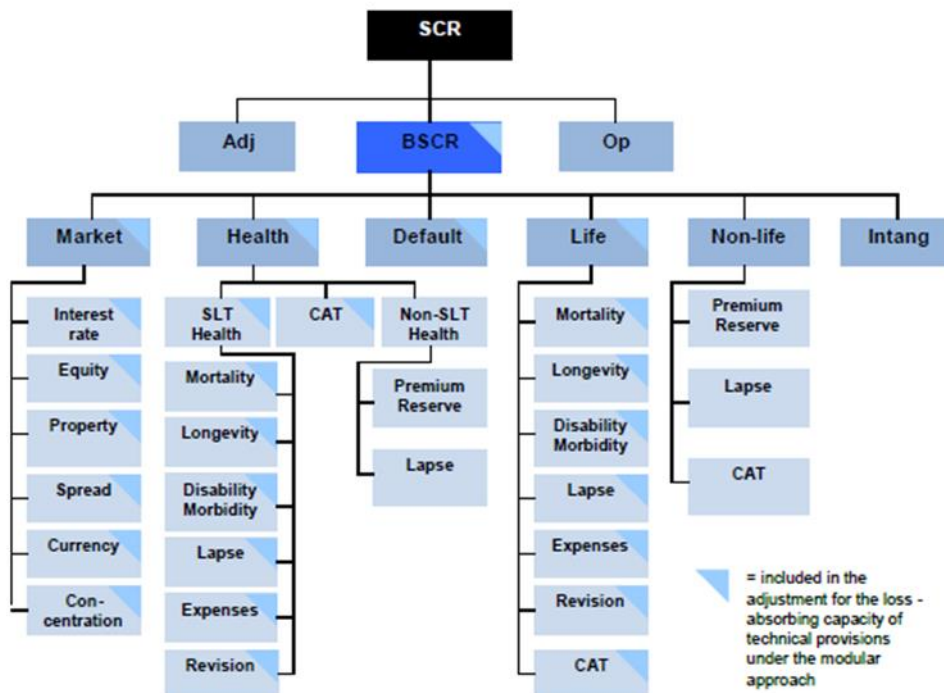 SCR
Adj
BSCR
Op
Market
Health
Default
Life
Non-life
Intang
Interest
rate
Equity
Property
Spread
Currency
Con-
centration
SLT
Health
CAT
Non-SLT
Health
Mortality
Longevity
Disability
Morbidity
Lapse
Expenses
Revision
Premium
Reserve
Lapse
Mortality
Longevity
Disability
Morbidity
Lapse
Expenses
Revision
CAT
Premium
Reserve
Lapse
CAT
= included in the
adjustment for the loss -
absorbing capacity of
technical provisions
under the modular
approach